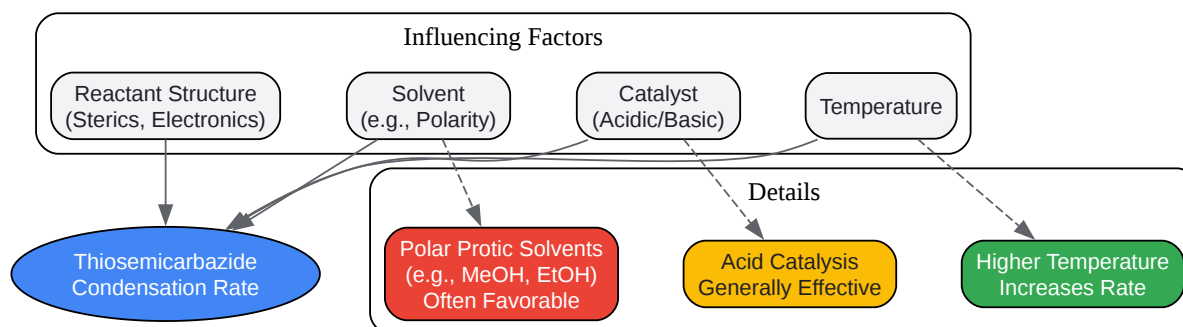 Influencing Factors
Reactant Structure
(Sterics, Electronics)
Solvent
(e.g., Polarity)
Catalyst
(Acidic/Basic)
Temperature
Details
Thiosemicarbazide
Condensation Rate
Polar Protic Solvents
(e.g., MeOH, EtOH)
Often Favorable
Acid Catalysis
Generally Effective
Higher Temperature
Increases Rate